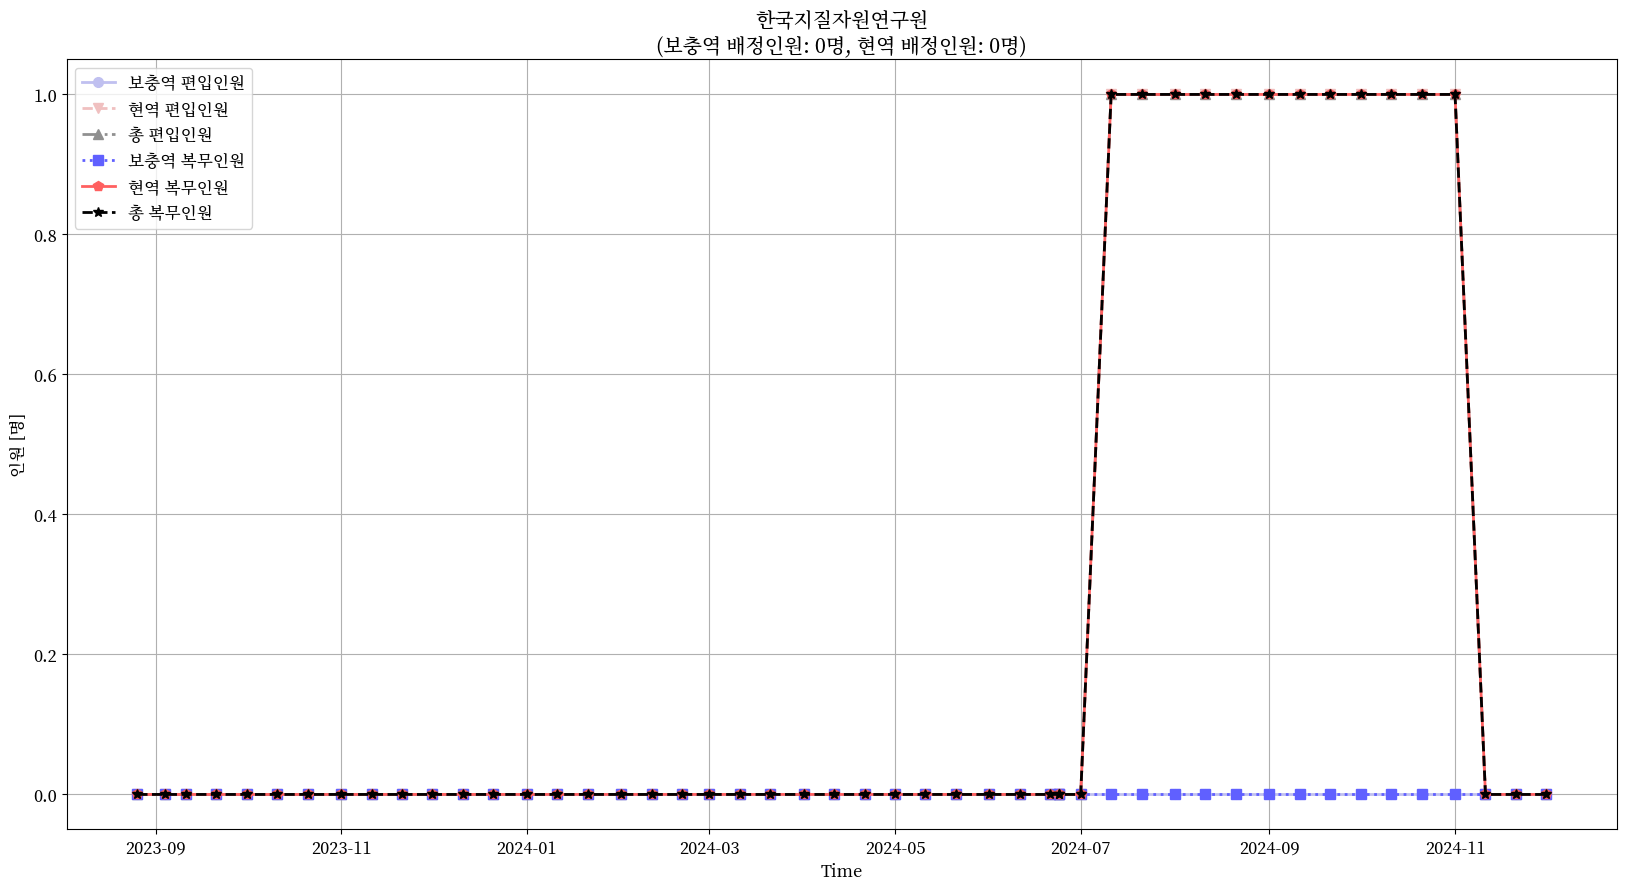 한국지질자원연구원
(보충역 배정인원: 0명, 현역 배정인원: 0명)
보충역 편입인원
현역 편입인원
총 편입인원
보충역 복무인원
현역 복무인원
총 복무인원
1.0
0.8
0.6
0.4
0.2
0.0
인원 [명]
2023-09 2023-11 2024-01 2024-03 2024-05 2024-07 2024-09 2024-11
Time